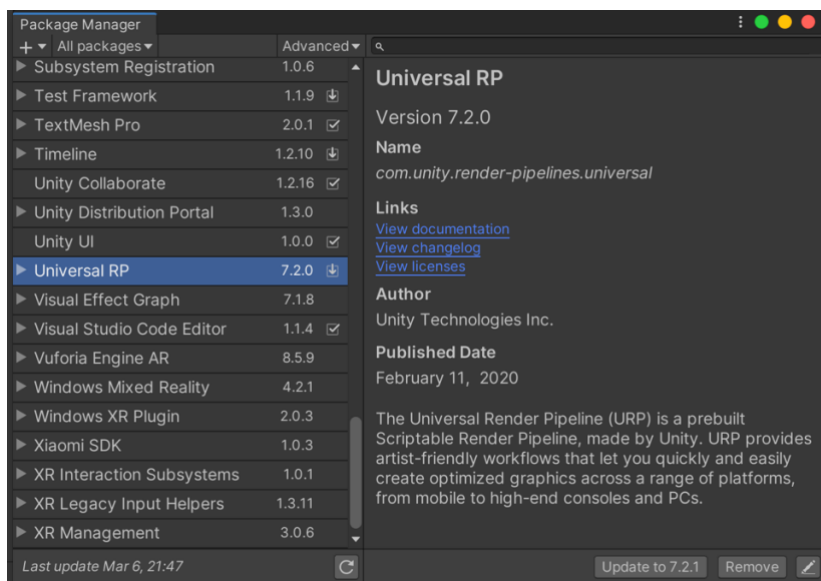 Package Manager
+ All packages Advanced
Subsystem Registration 1.0.6
Test Framework 1.1.9
TextMesh Pro 2.0.1
Timeline 1.2.10
Unity Collaborate 1.2.16
Unity Distribution Portal 1.3.0
Unity UI 1.0.0
Universal RP 7.2.0
Visual Effect Graph 7.1.8
Visual Studio Code Editor 1.1.4
Vuforia Engine AR 8.5.9
Windows Mixed Reality 4.2.1
Windows XR Plugin 2.0.3
Xiaomi SDK 1.0.3
XR Interaction Subsystems 1.0.1
XR Legacy Input Helpers 1.3.11
XR Management 3.0.6
Last update Mar 6, 21:47
Universal RP
Version 7.2.0
Name
com.unity.render-pipelines.universal
Links
View documentation
View changelog
View licenses
Author
Unity Technologies Inc.
Published Date
February 11, 2020
The Universal Render Pipeline (URP) is a prebuilt
Scriptable Render Pipeline, made by Unity. URP provides
artist-friendly workflows that let you quickly and easily
create optimized graphics across a range of platforms,
from mobile to high-end consoles and PCs.
Update to 7.2.1 Remove